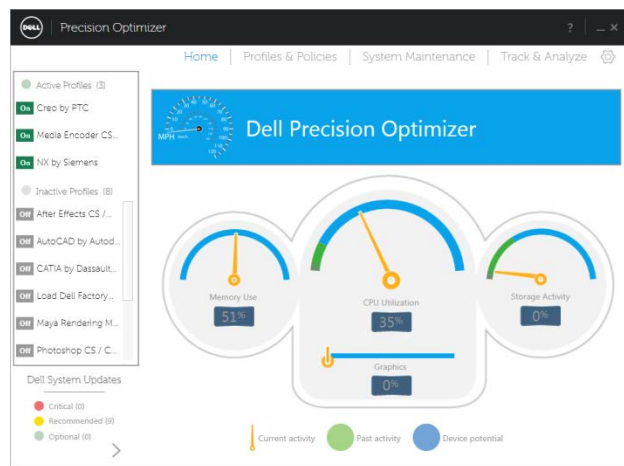 DELL Precision Optimizer ? _ ×
Home Profiles & Policies System Maintenance Track & Analyze
Active Profiles (3)
On Creo by PTC
On Media Encoder CS...
On NX by Siemens
Inactive Profiles (8)
Off After Effects CS /...
Off AutoCAD by Autod...
Off CATIA by Dassault...
Off Load Dell Factory...
Off Maya Rendering M...
Off Photoshop CS / C...
Dell System Updates
Critical (0)
Recommended (9)
Optional (0)
MPH
Dell Precision Optimizer
Memory Use
51%
CPU Utilization
35%
Storage Activity
0%
Graphics
0%
Current activity Past activity Device potential